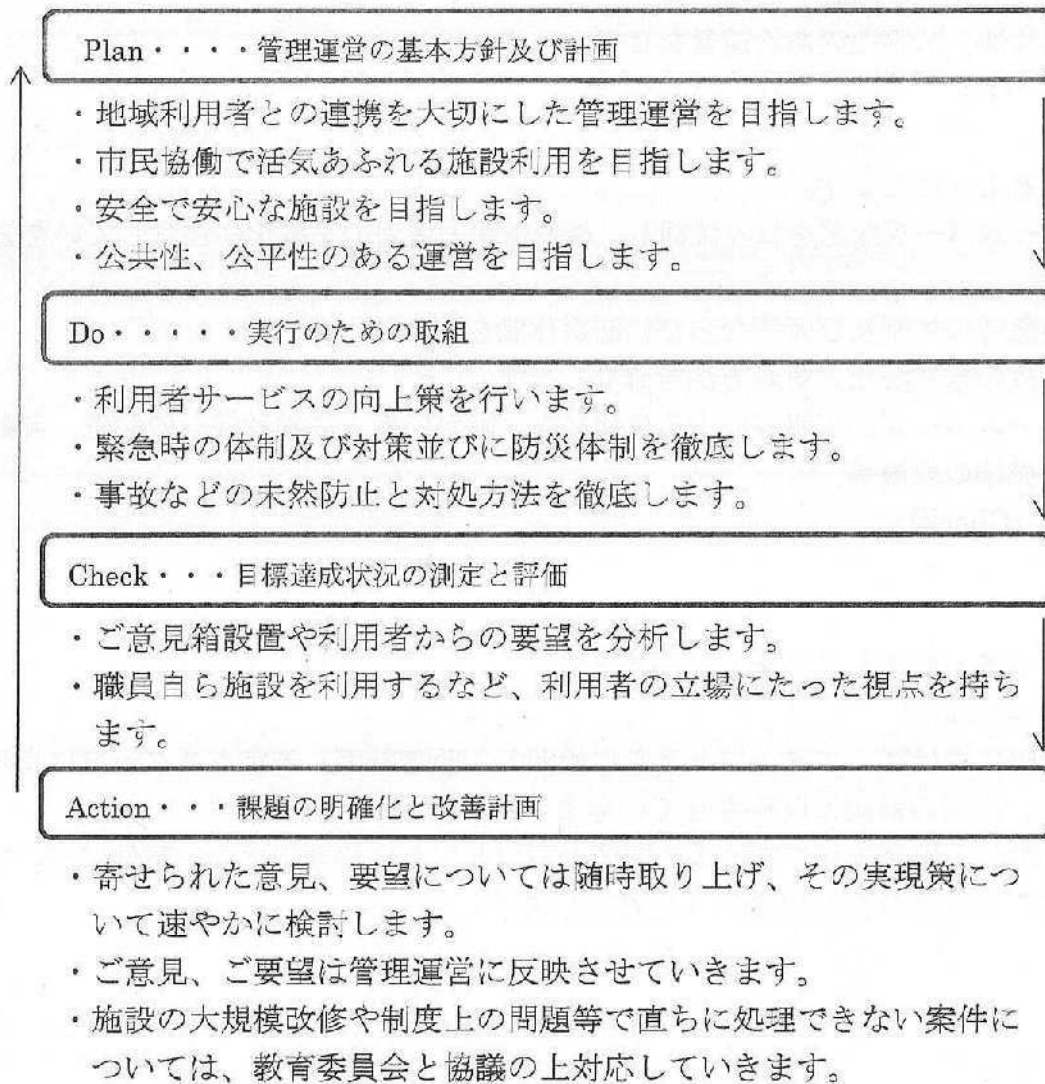 Plan・・・・管理運営の基本方針及び計画
・地域利用者との連携を大切にした管理運営を目指します。
・市民協働で活気あふれる施設利用を目指します。
・安全で安心な施設を目指します。
・公共性、公平性のある運営を目指します。
Do・・・・・実行のための取組
・利用者サービスの向上策を行います。
・緊急時の体制及び対策並びに防災体制を徹底します。
・事故などの未然防止と対処方法を徹底します。
Check・・・目標達成状況の測定と評価
・ご意見箱設置や利用者からの要望を分析します。
・職員自ら施設を利用するなど、利用者の立場にたった視点を持ち
ます。
Action・・・課題の明確化と改善計画
・寄せられた意見、要望については随時取り上げ、その実現策につ
いて速やかに検討します。
・ご意見、ご要望は管理運営に反映させていきます。
・施設の大規模改修や制度上の問題等で直ちに処理できない案件に
ついては、教育委員会と協議の上対応していきます。